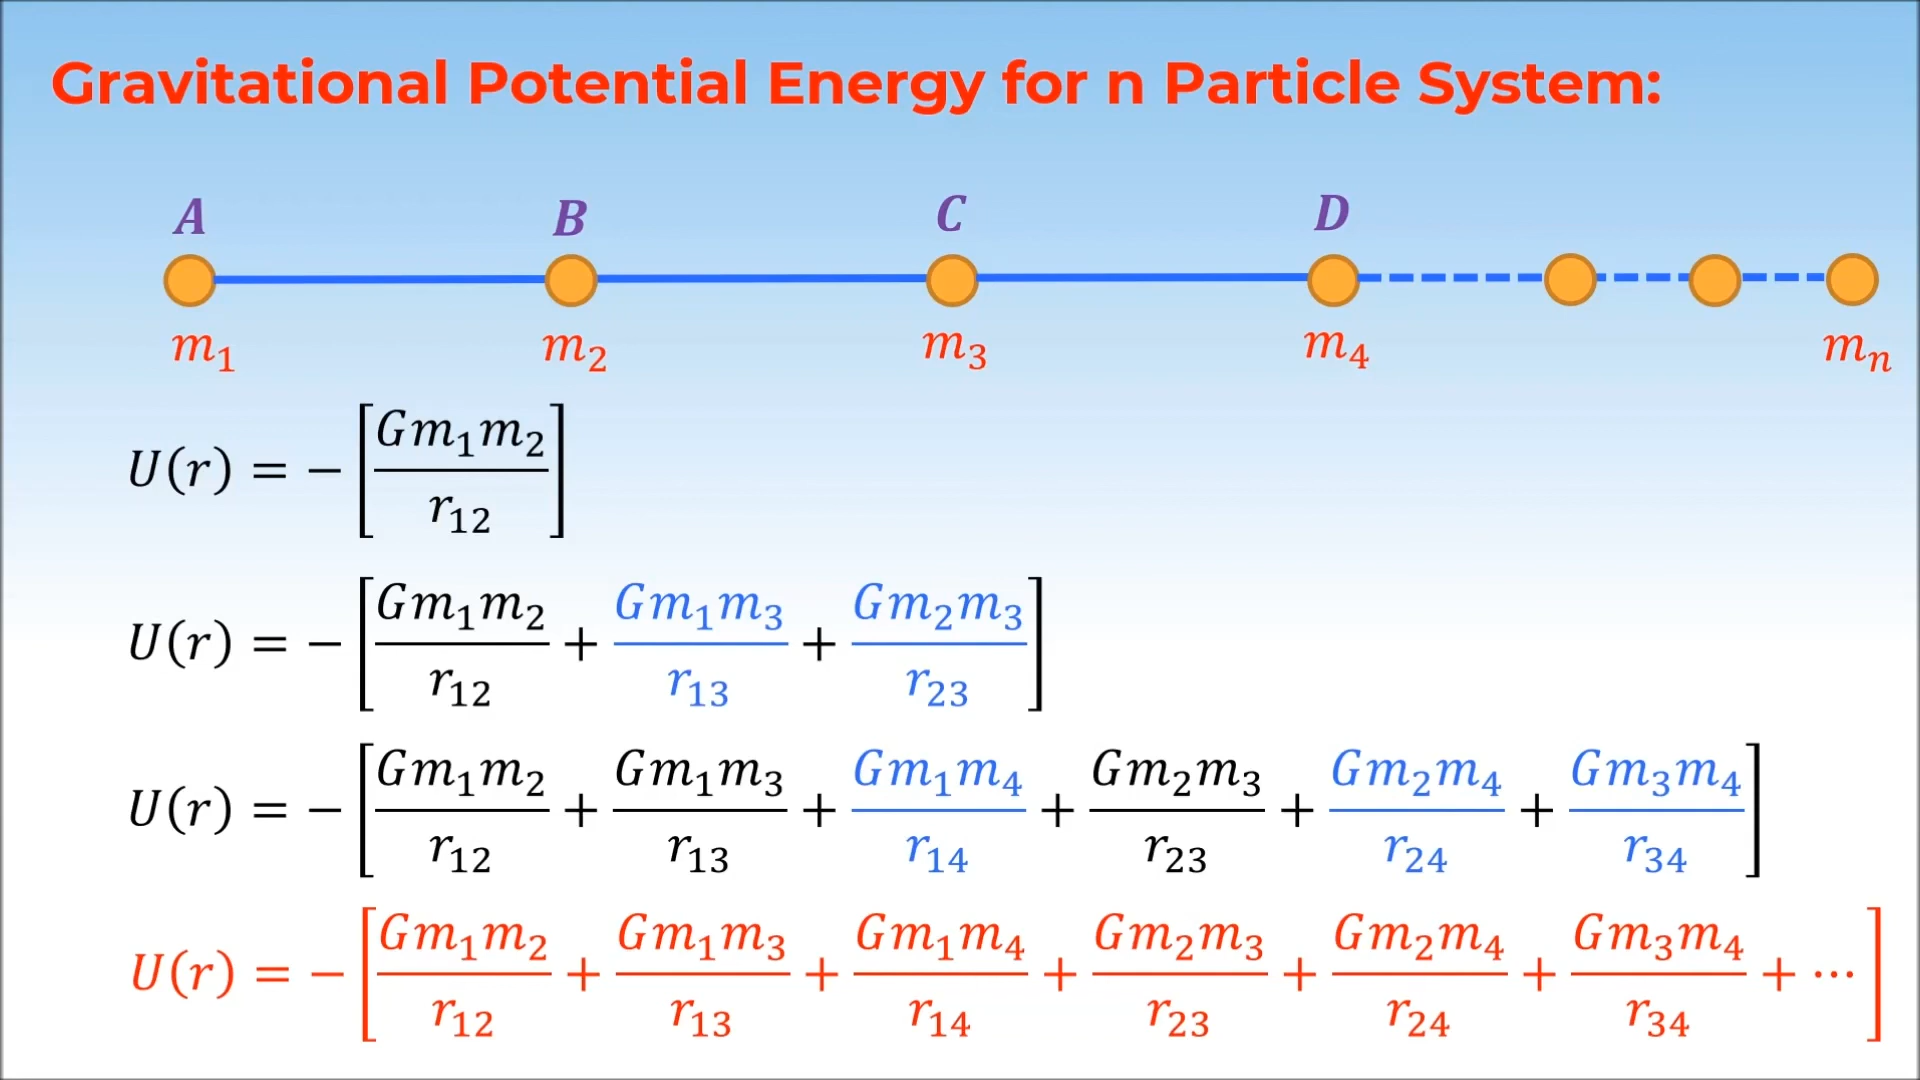 Gravitational Potential Energy for n Particle System:
A B C D
m₁ m₂ m₃ m₄ mₙ
U(r) = − [Gm₁m₂/r₁₂]
U(r) = − [Gm₁m₂/r₁₂ + Gm₁m₃/r₁₃ + Gm₂m₃/r₂₃]
U(r) = − [Gm₁m₂/r₁₂ + Gm₁m₃/r₁₃ + Gm₁m₄/r₁₄ + Gm₂m₃/r₂₃ + Gm₂m₄/r₂₄ + Gm₃m₄/r₃₄]
U(r) = − [Gm₁m₂/r₁₂ + Gm₁m₃/r₁₃ + Gm₁m₄/r₁₄ + Gm₂m₃/r₂₃ + Gm₂m₄/r₂₄ + Gm₃m₄/r₃₄ + ⋯]